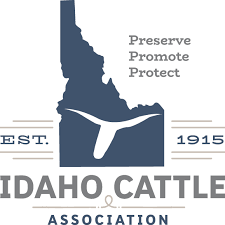 Preserve
Promote
Protect
EST. 1915
IDAHO CATTLE
ASSOCIATION